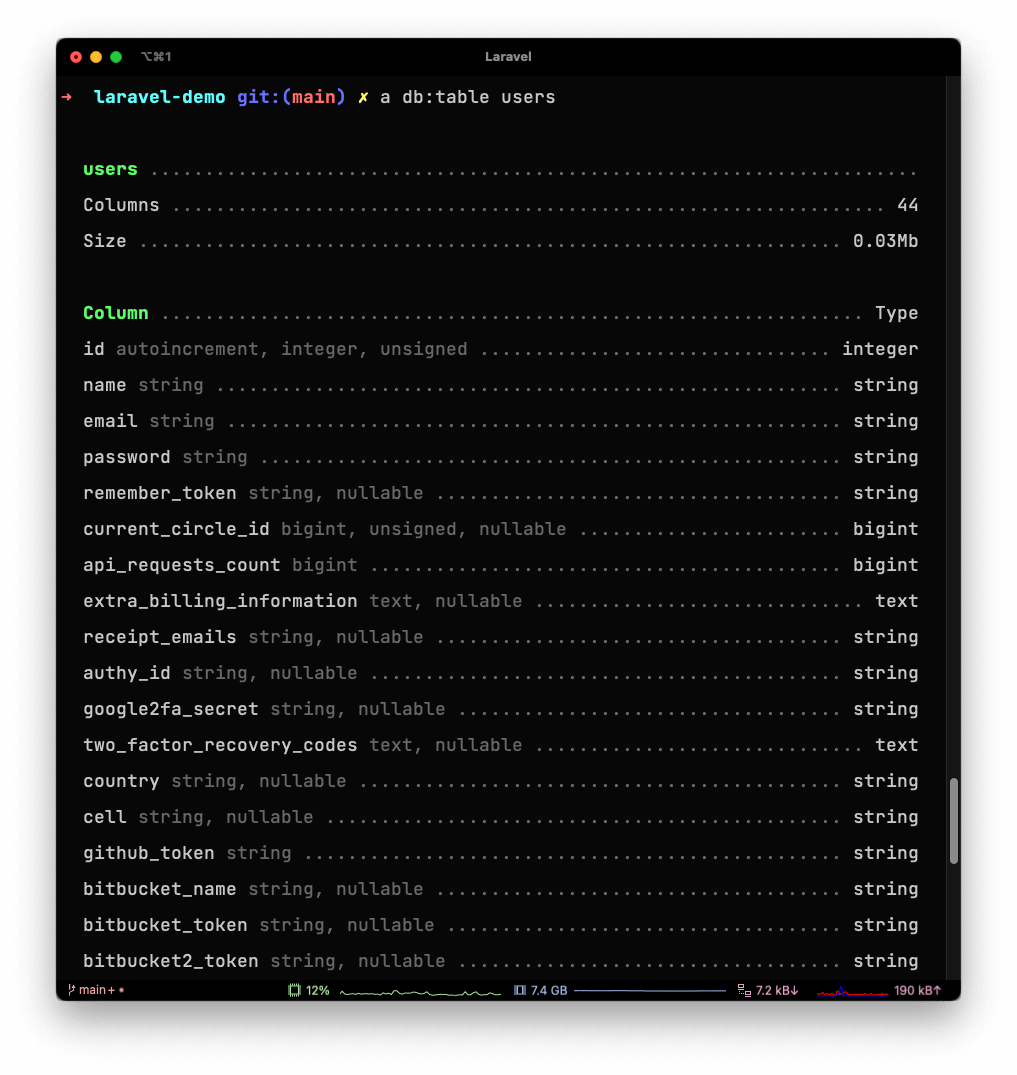 ⌥⌘1 Laravel
➜ laravel-demo git:(main) ✗ a db:table users
users ......................................................................
Columns ................................................................. 44
Size ................................................................ 0.03Mb
Column ................................................................ Type
id autoincrement, integer, unsigned ................................ integer
name string ......................................................... string
email string ........................................................ string
password string ..................................................... string
remember_token string, nullable ..................................... string
current_circle_id bigint, unsigned, nullable ........................ bigint
api_requests_count bigint ........................................... bigint
extra_billing_information text, nullable .............................. text
receipt_emails string, nullable ..................................... string
authy_id string, nullable ........................................... string
google2fa_secret string, nullable ................................... string
two_factor_recovery_codes text, nullable .............................. text
country string, nullable ............................................ string
cell string, nullable ............................................... string
github_token string ................................................. string
bitbucket_name string, nullable ..................................... string
bitbucket_token string, nullable .................................... string
bitbucket2_token string, nullable ................................... string
main+• 12% 7.4 GB 7.2 kB↓ 190 kB↑